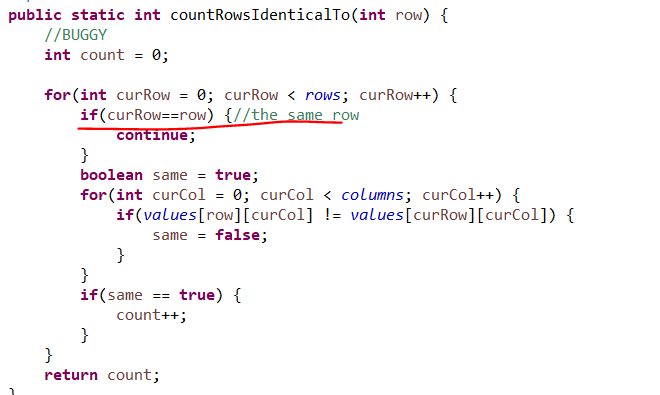 public static int countRowsIdenticalTo(int row) {
//BUGGY
int count = 0;
for(int curRow = 0; curRow < rows; curRow++) {
if(curRow==row) {//the same row
continue;
}
boolean same = true;
for(int curCol = 0; curCol < columns; curCol++) {
if(values[row][curCol] != values[curRow][curCol]) {
same = false;
}
}
if(same == true) {
count++;
}
}
return count;